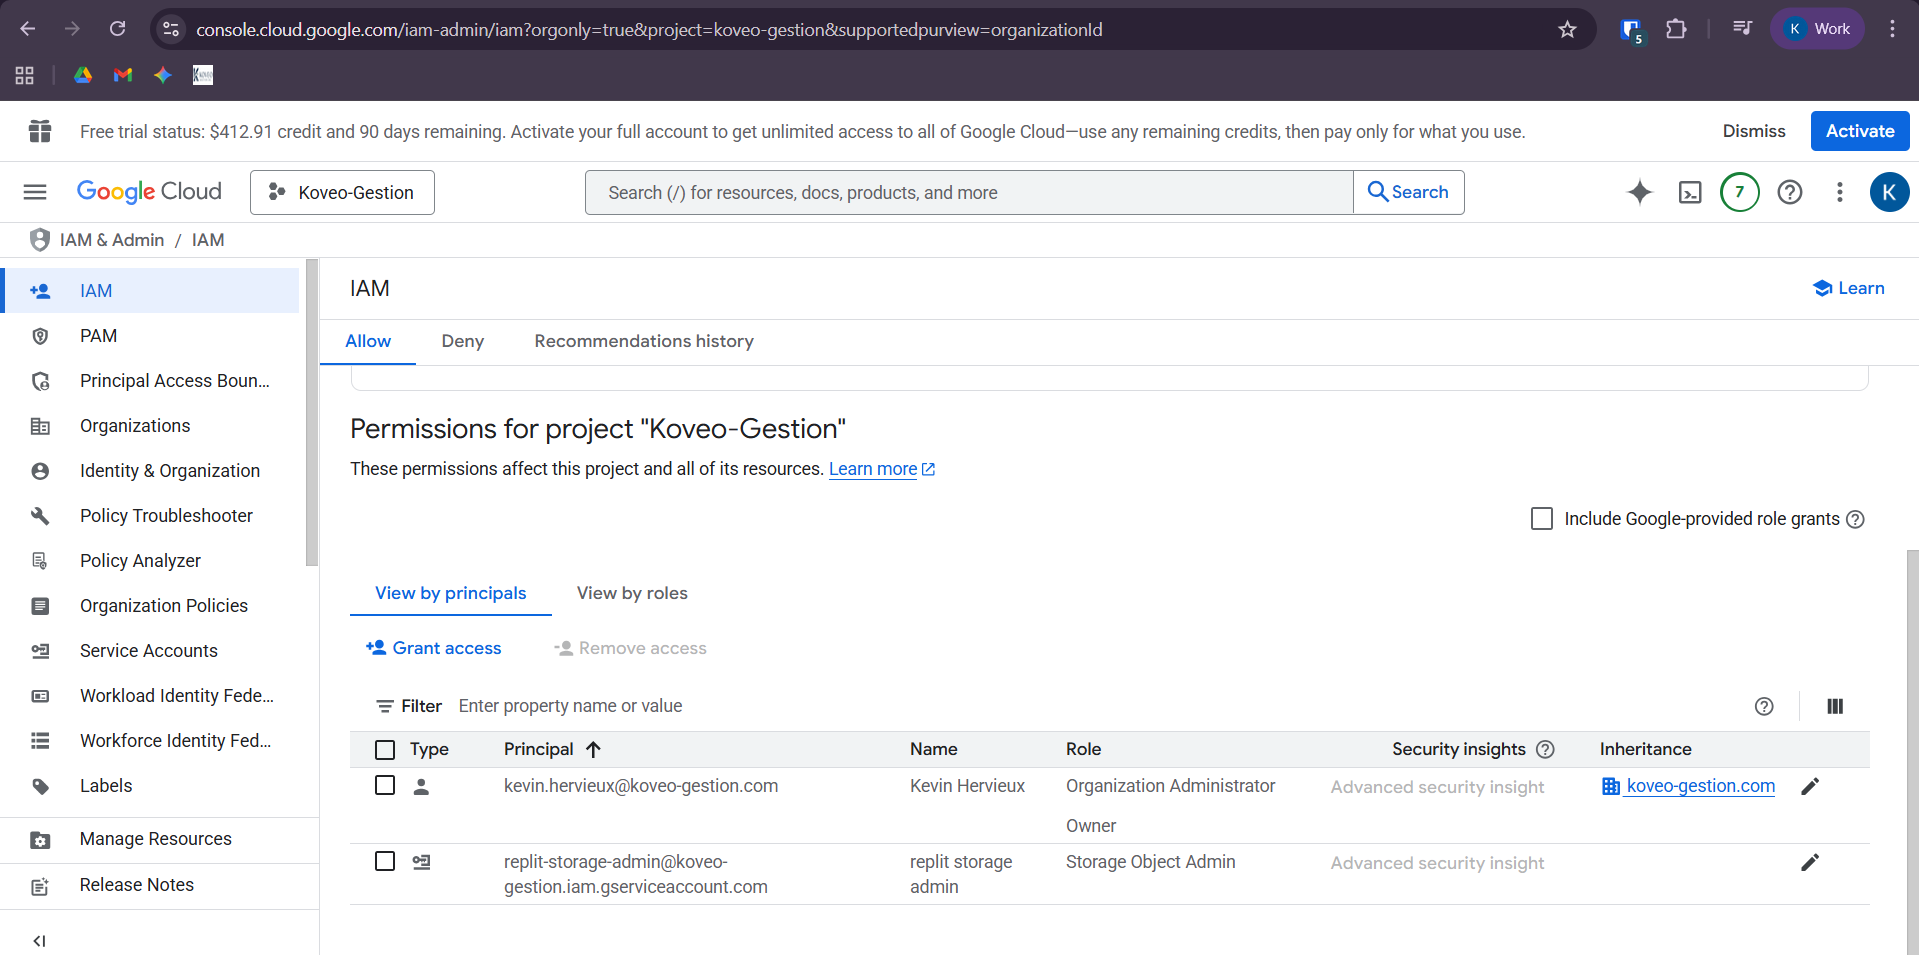 console.cloud.google.com/iam-admin/iam?orgonly=true&project=koveo-gestion&supportedpurview=organizationId
5
K Work
Free trial status: $412.91 credit and 90 days remaining. Activate your full account to get unlimited access to all of Google Cloud—use any remaining credits, then pay only for what you use.
Dismiss
Activate
Google Cloud
Koveo-Gestion
Search (/) for resources, docs, products, and more
Search
7
K
IAM & Admin / IAM
IAM
PAM
Principal Access Boun...
Organizations
Identity & Organization
Policy Troubleshooter
Policy Analyzer
Organization Policies
Service Accounts
Workload Identity Fede...
Workforce Identity Fed...
Labels
Manage Resources
Release Notes
IAM
Learn
Allow Deny Recommendations history
Permissions for project "Koveo-Gestion"
These permissions affect this project and all of its resources. Learn more
Include Google-provided role grants
View by principals View by roles
Grant access Remove access
Filter Enter property name or value
Type Principal Name Role Security insights Inheritance
kevin.hervieux@koveo-gestion.com Kevin Hervieux Organization Administrator Advanced security insight koveo-gestion.com
Owner
replit-storage-admin@koveo- replit storage Storage Object Admin Advanced security insight
gestion.iam.gserviceaccount.com admin